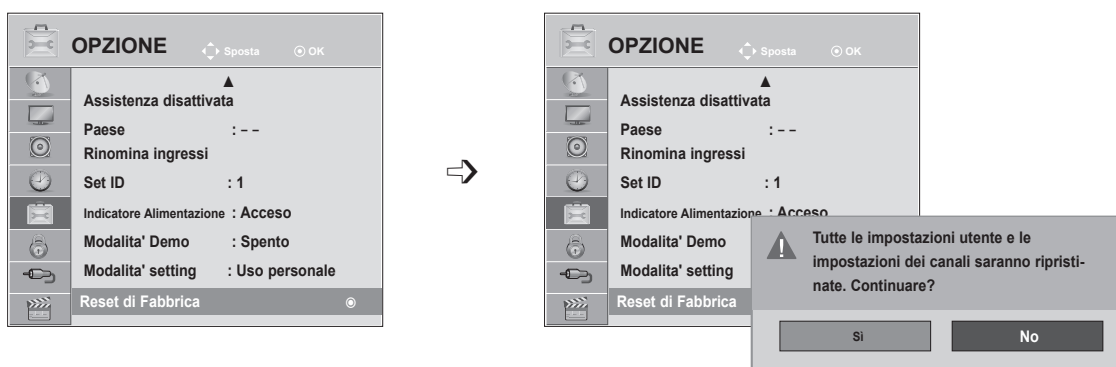 OPZIONE Sposta OK
Assistenza disattivata
Paese : – –
Rinomina ingressi
Set ID : 1
Indicatore Alimentazione : Acceso
Modalita' Demo : Spento
Modalita' setting : Uso personale
Reset di Fabbrica
OPZIONE Sposta OK
Assistenza disattivata
Paese : – –
Rinomina ingressi
Set ID : 1
Indicatore Alimentazione : Acceso
Modalita' Demo
Modalita' setting
Reset di Fabbrica
Tutte le impostazioni utente e le
impostazioni dei canali saranno ripristi-
nate. Continuare?
Sì No